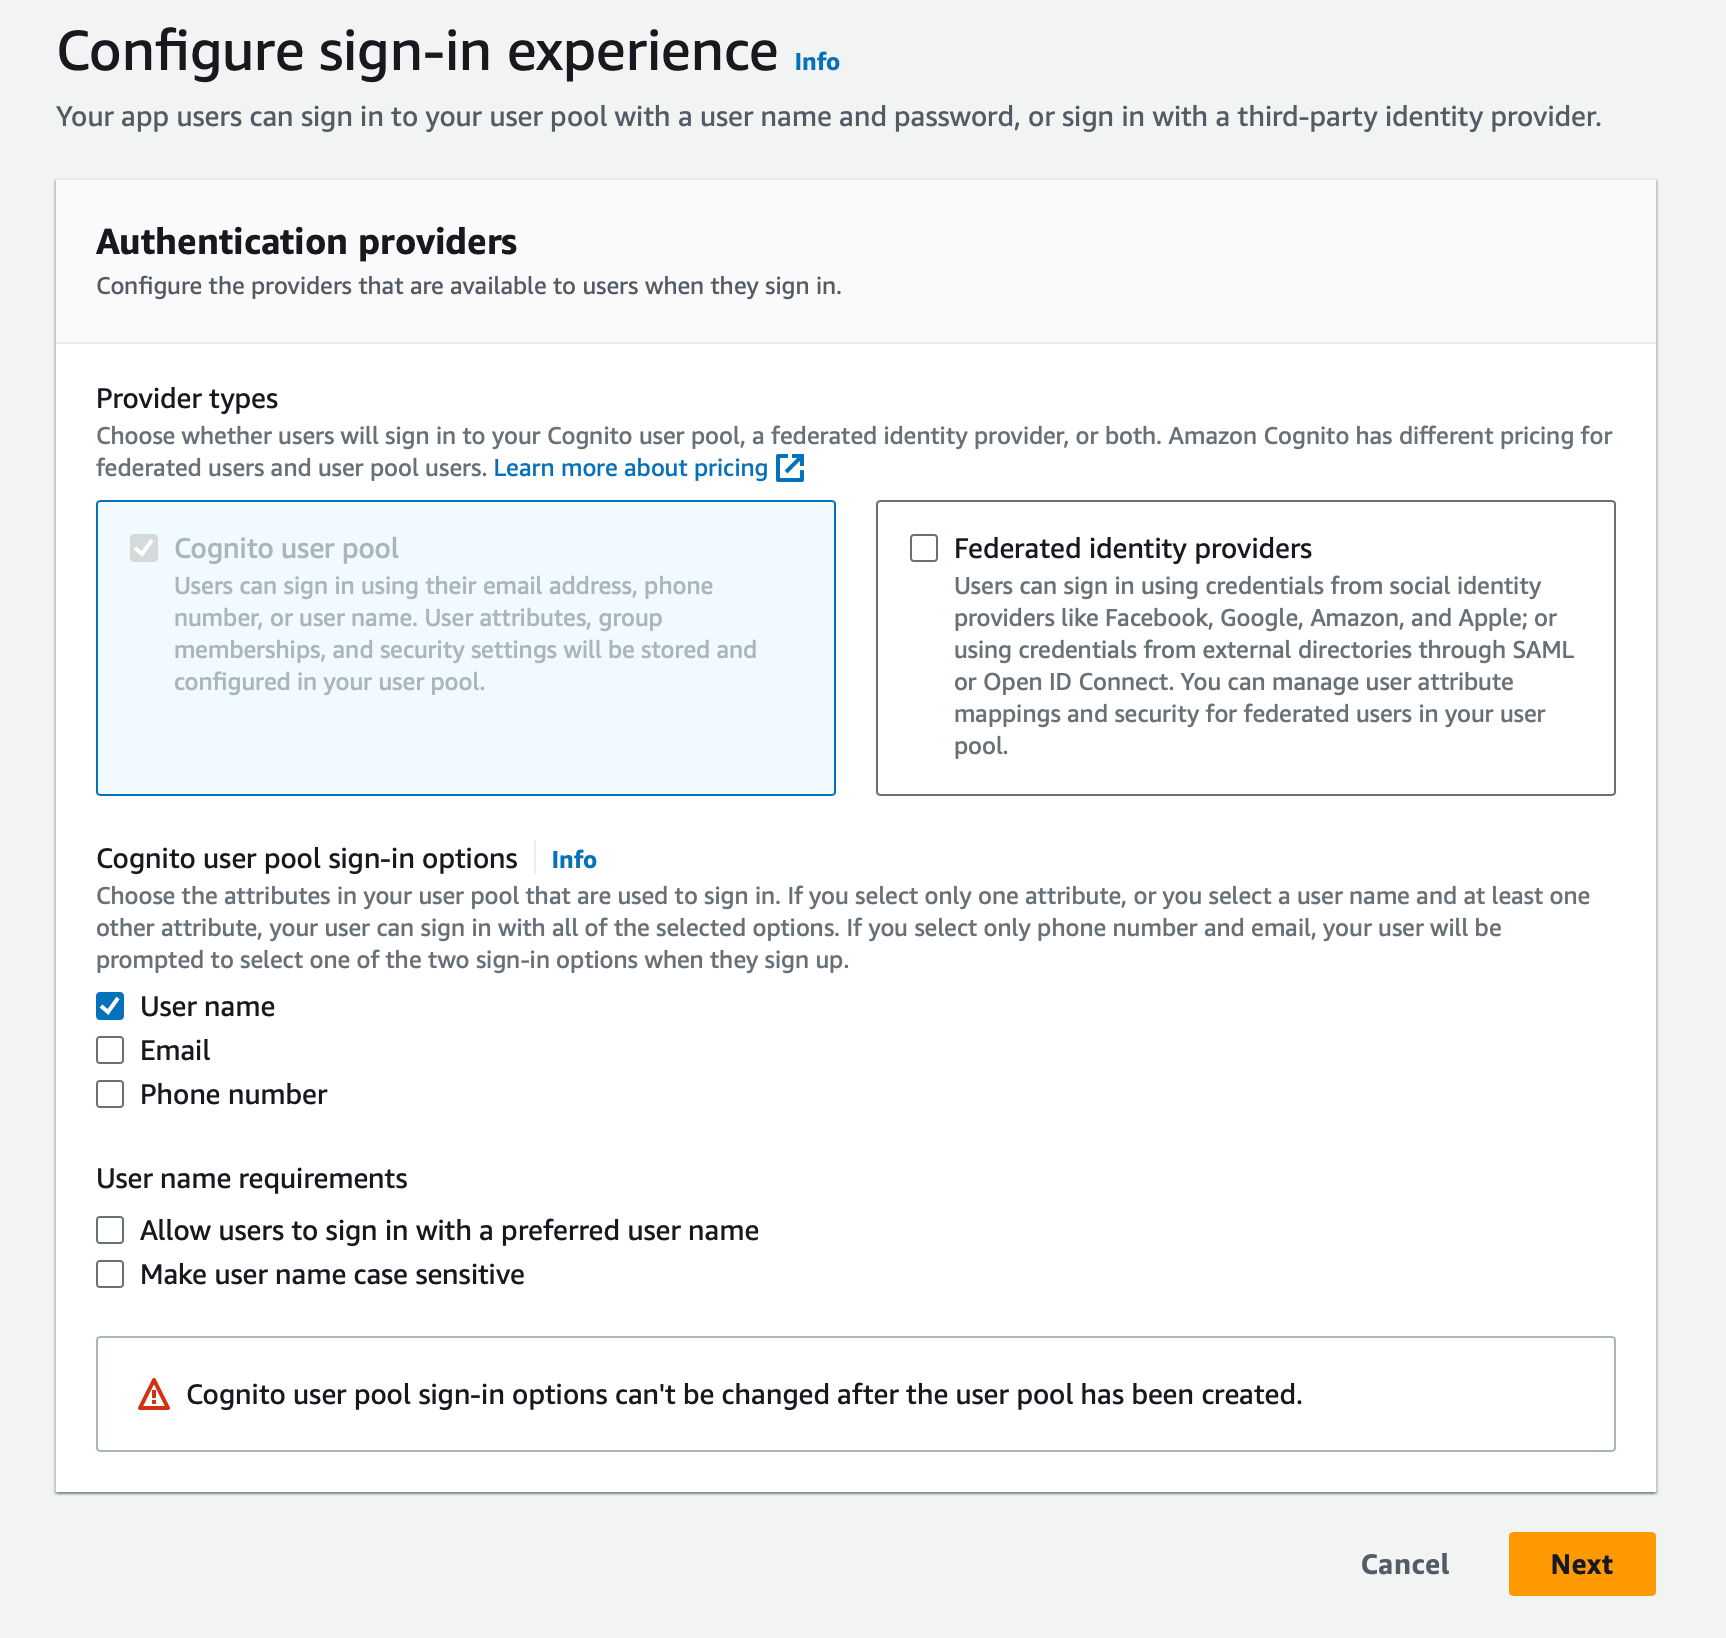 Configure sign-in experience Info
Your app users can sign in to your user pool with a user name and password, or sign in with a third-party identity provider.
Authentication providers
Configure the providers that are available to users when they sign in.
Provider types
Choose whether users will sign in to your Cognito user pool, a federated identity provider, or both. Amazon Cognito has different pricing for
federated users and user pool users. Learn more about pricing
Cognito user pool
Users can sign in using their email address, phone
number, or user name. User attributes, group
memberships, and security settings will be stored and
configured in your user pool.
Federated identity providers
Users can sign in using credentials from social identity
providers like Facebook, Google, Amazon, and Apple; or
using credentials from external directories through SAML
or Open ID Connect. You can manage user attribute
mappings and security for federated users in your user
pool.
Cognito user pool sign-in options Info
Choose the attributes in your user pool that are used to sign in. If you select only one attribute, or you select a user name and at least one
other attribute, your user can sign in with all of the selected options. If you select only phone number and email, your user will be
prompted to select one of the two sign-in options when they sign up.
User name
Email
Phone number
User name requirements
Allow users to sign in with a preferred user name
Make user name case sensitive
Cognito user pool sign-in options can't be changed after the user pool has been created.
Cancel Next